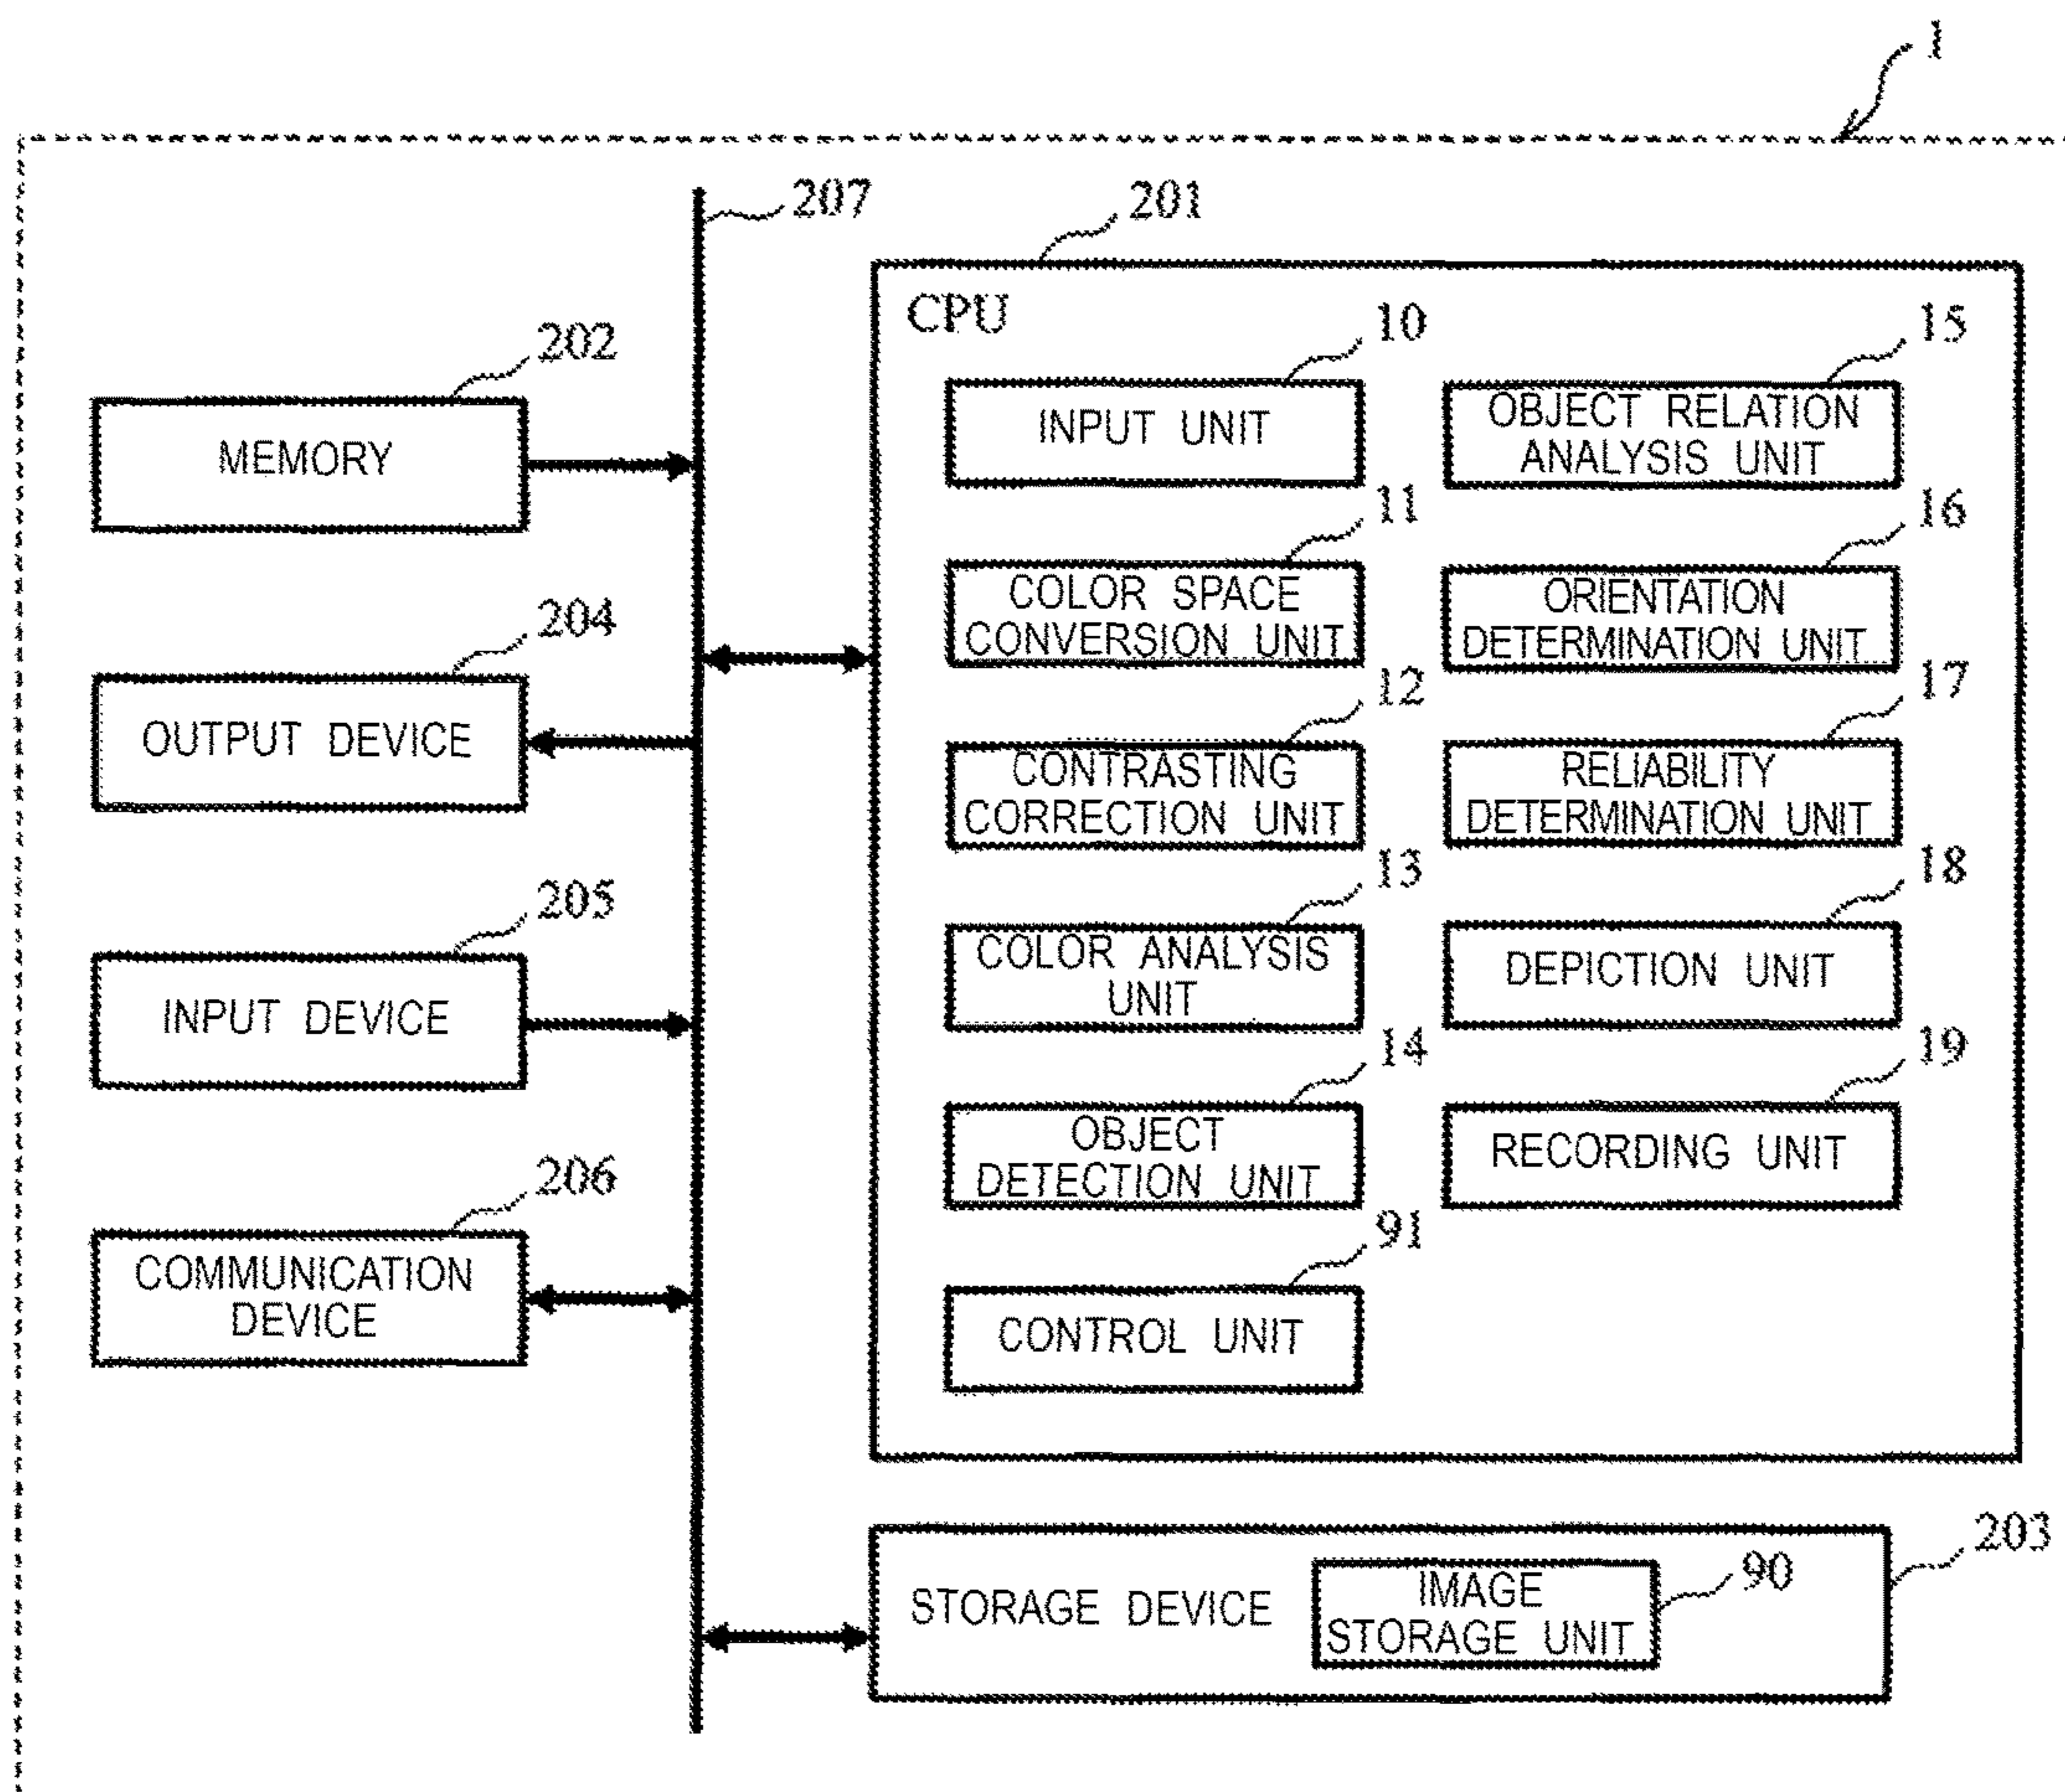 1
207
201
CPU
202
MEMORY
204
OUTPUT DEVICE
205
INPUT DEVICE
206
COMMUNICATION
DEVICE
10
INPUT UNIT
11
COLOR SPACE
CONVERSION UNIT
12
CONTRASTING
CORRECTION UNIT
13
COLOR ANALYSIS
UNIT
14
OBJECT
DETECTION UNIT
91
CONTROL UNIT
15
OBJECT RELATION
ANALYSIS UNIT
16
ORIENTATION
DETERMINATION UNIT
17
RELIABILITY
DETERMINATION UNIT
18
DEPICTION UNIT
19
RECORDING UNIT
203
STORAGE DEVICE
90
IMAGE
STORAGE UNIT